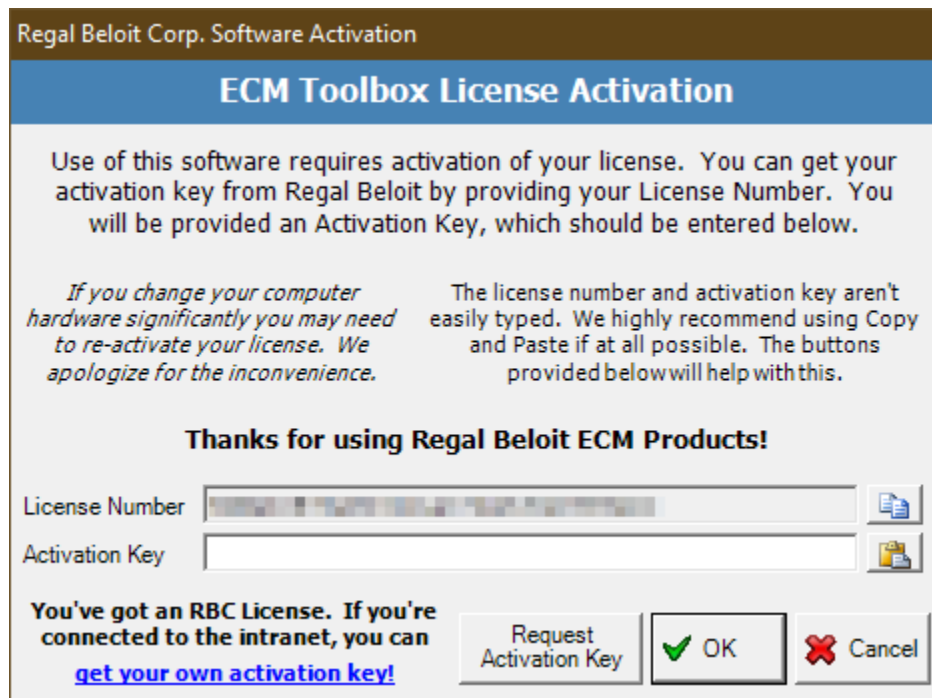 Regal Beloit Corp. Software Activation
ECM Toolbox License Activation
Use of this software requires activation of your license. You can get your
activation key from Regal Beloit by providing your License Number. You
will be provided an Activation Key, which should be entered below.
If you change your computer
hardware significantly you may need
to re-activate your license. We
apologize for the inconvenience.
The license number and activation key aren't
easily typed. We highly recommend using Copy
and Paste if at all possible. The buttons
provided below will help with this.
Thanks for using Regal Beloit ECM Products!
License Number
Activation Key
You've got an RBC License. If you're
connected to the intranet, you can
get your own activation key!
Request
Activation Key
OK
Cancel